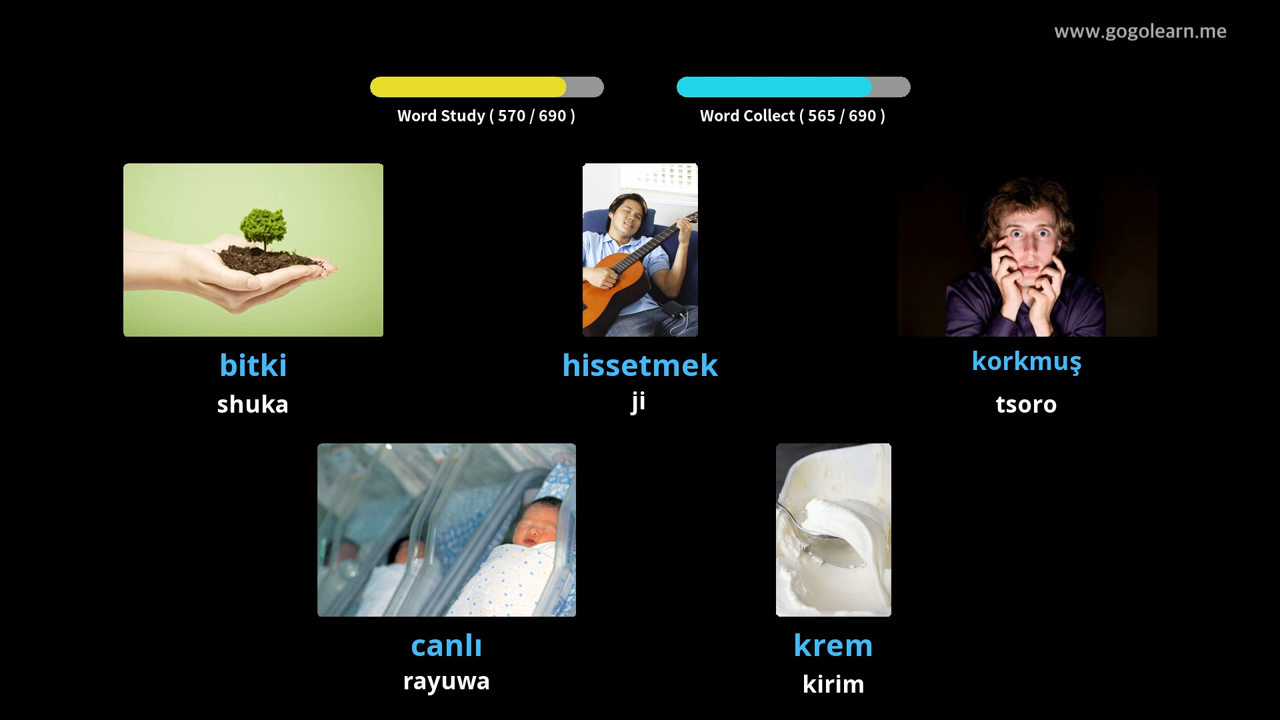 www.gogolearn.me
Word Study ( 570 / 690 )
Word Collect ( 565 / 690 )
bitki
shuka
hissetmek
ji
korkmuş
tsoro
canlı
rayuwa
krem
kirim